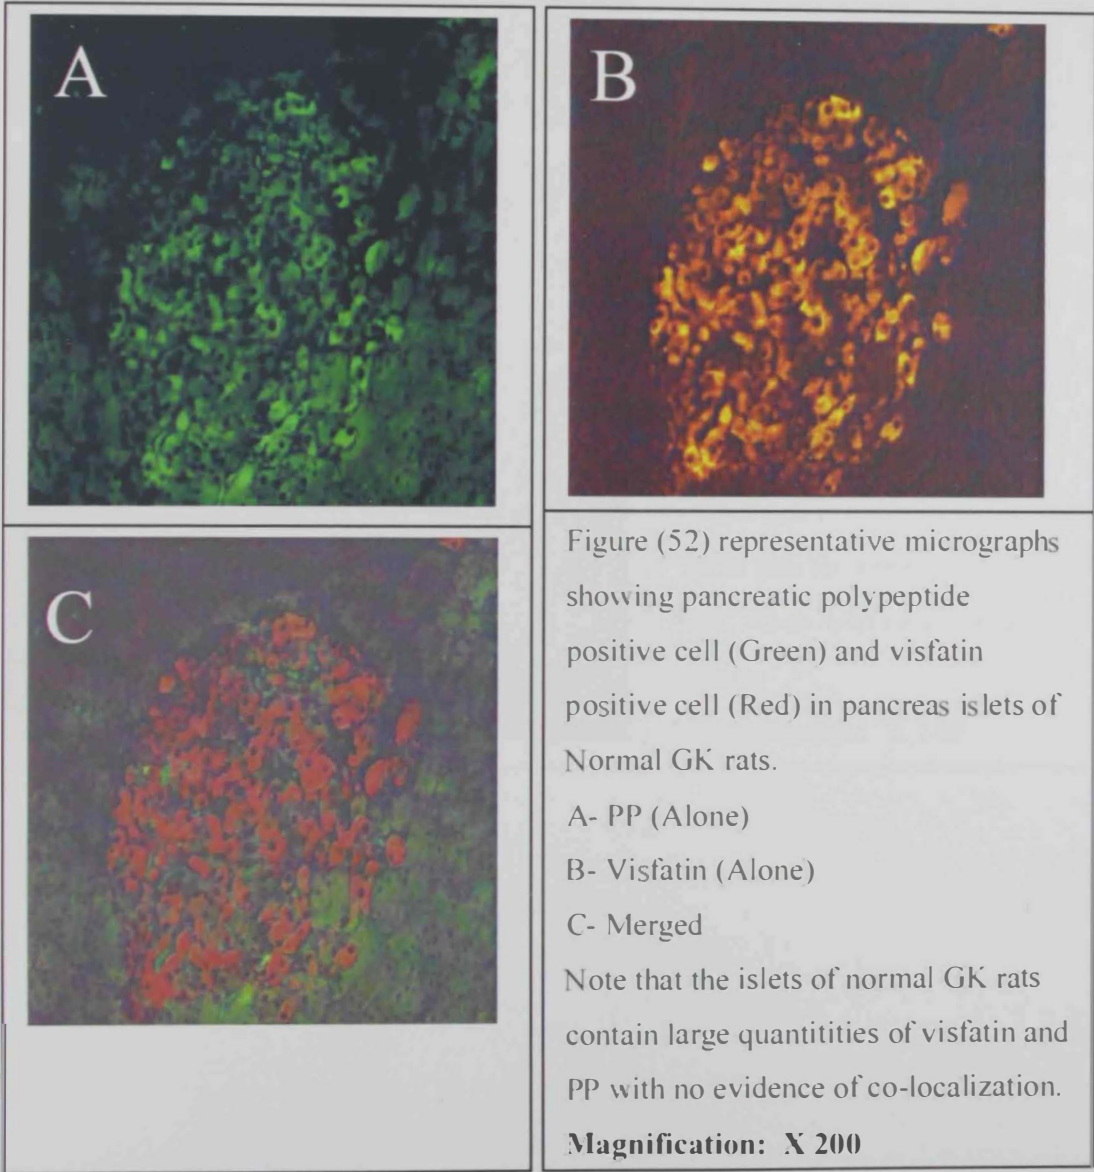 A
B
C
Figure (52) representative micrographs
showing pancreatic polypeptide
positive cell (Green) and visfatin
positive cell (Red) in pancreas islets of
Normal GK rats.
A- PP (Alone)
B- Visfatin (Alone)
C- Merged
Note that the islets of normal GK rats
contain large quantitities of visfatin and
PP with no evidence of co-localization.
Magnification: X 200